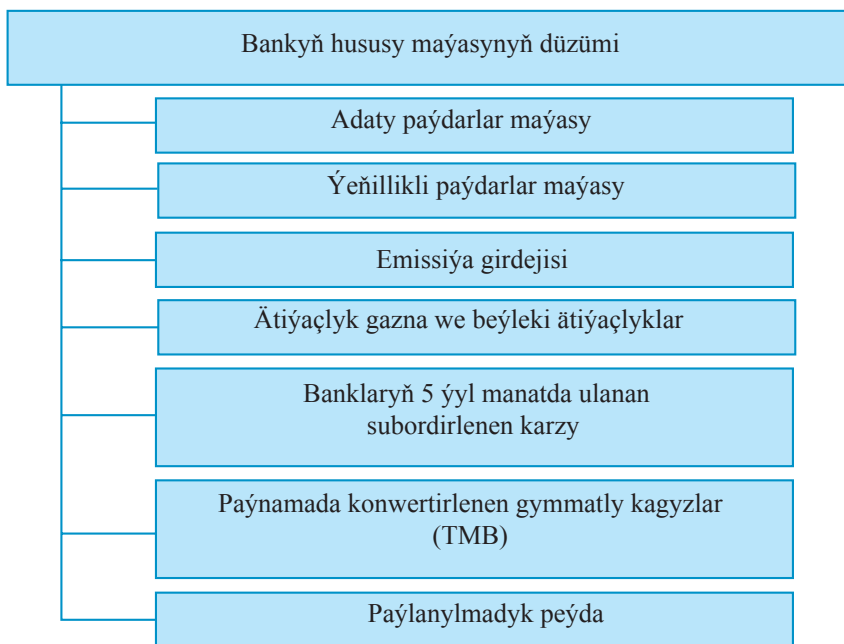 Bankyň hususy maýasynyň düzümi
Adaty paýdarlar maýasy
Ýeňillikli paýdarlar maýasy
Emissiýa girdejisi
Ätiýaçlyk gazna we beýleki ätiýaçlyklar
Banklaryň 5 ýyl manatda ulanan
subordirlenen karzy
Paýnamada konwertirlenen gymmatly kagyzlar
(TMB)
Paýlanylmadyk peýda